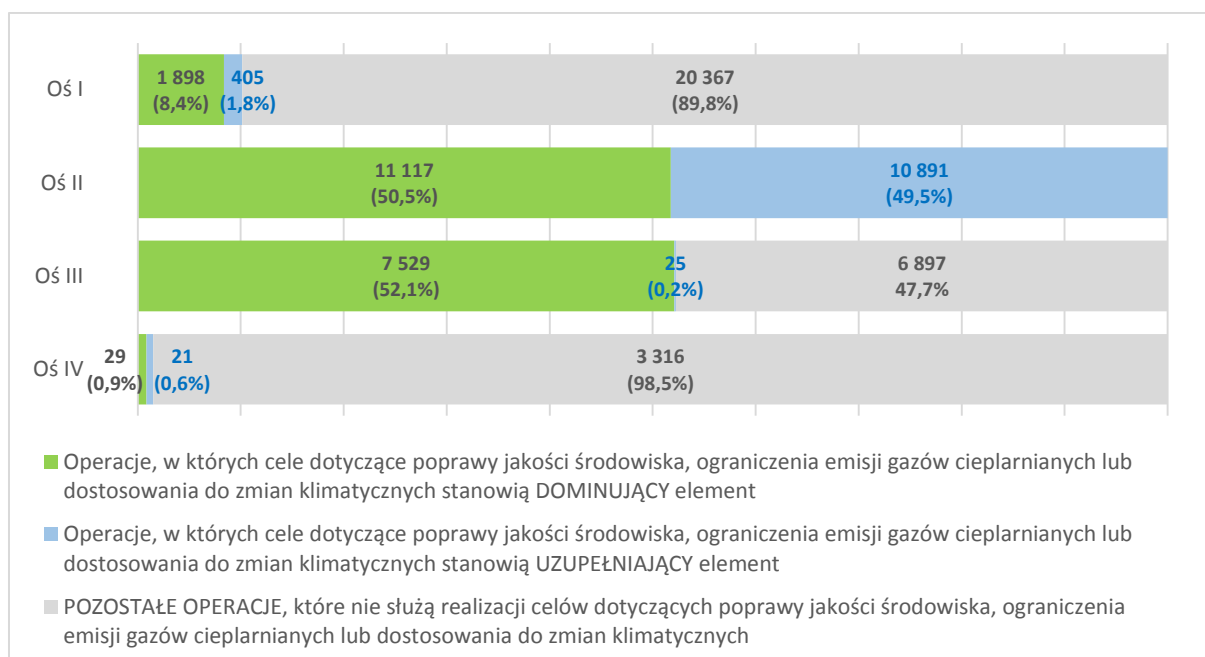 Oś I
1 898
(8,4%)
405
(1,8%)
20 367
(89,8%)
Oś II
11 117
(50,5%)
10 891
(49,5%)
Oś III
7 529
(52,1%)
25
(0,2%)
6 897
47,7%
Oś IV
29
(0,9%)
21
(0,6%)
3 316
(98,5%)
Operacje, w których cele dotyczące poprawy jakości środowiska, ograniczenia emisji gazów cieplarnianych lub
dostosowania do zmian klimatycznych stanowią DOMINUJĄCY element
Operacje, w których cele dotyczące poprawy jakości środowiska, ograniczenia emisji gazów cieplarnianych lub
dostosowania do zmian klimatycznych stanowią UZUPEŁNIAJĄCY element
POZOSTAŁE OPERACJE, które nie służą realizacji celów dotyczących poprawy jakości środowiska, ograniczenia
emisji gazów cieplarnianych lub dostosowania do zmian klimatycznych